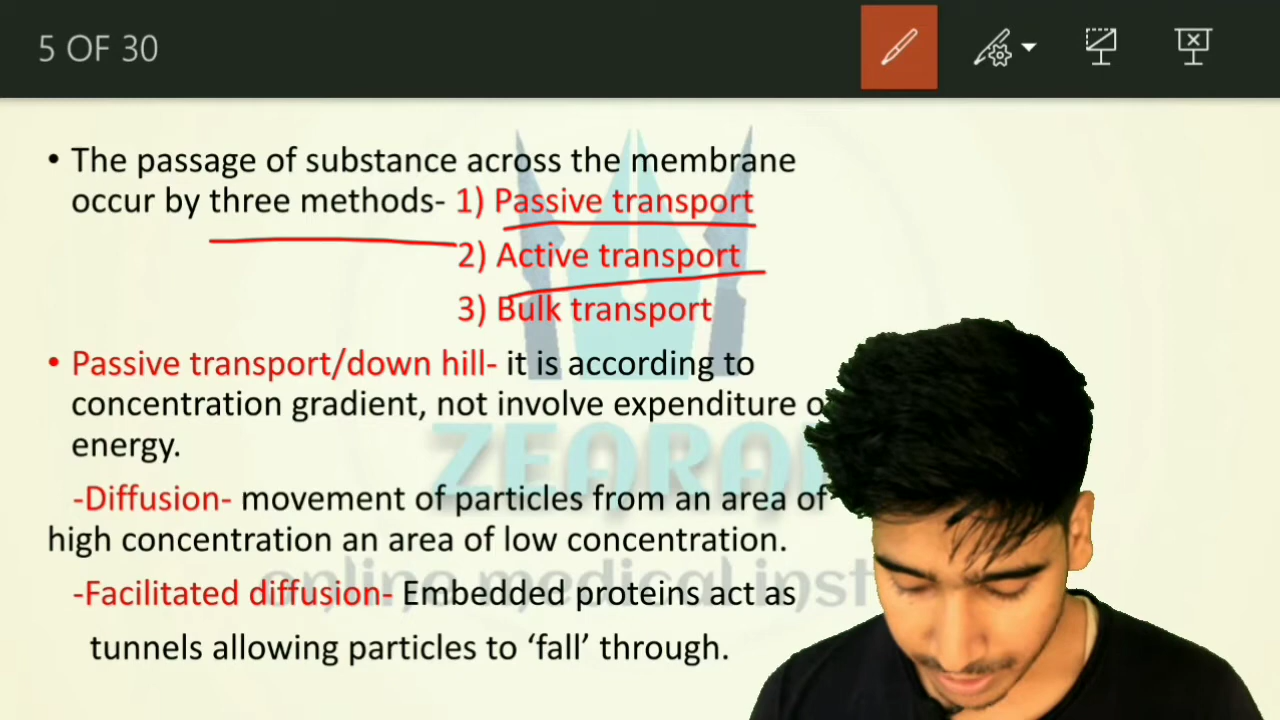 5 OF 30
• The passage of substance across the membrane
occur by three methods- 1) Passive transport
2) Active transport
3) Bulk transport
• Passive transport/down hill- it is according to
concentration gradient, not involve expenditure
energy.
-Diffusion- movement of particles from an area of
high concentration an area of low concentration.
-Facilitated diffusion- Embedded proteins act as
tunnels allowing particles to ‘fall’ through.
online medical inst